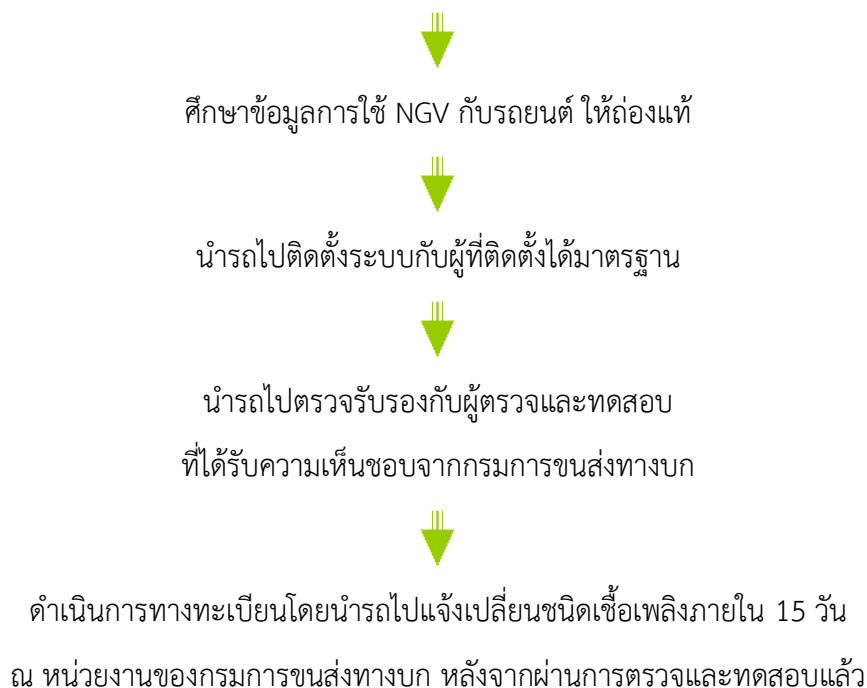 ศึกษาข้อมูลการใช้ NGV กับรถยนต์ ให้ถ่องแท้
นำรถไปติดตั้งระบบกับผู้ที่ติดตั้งได้มาตรฐาน
นำรถไปตรวจรับรองกับผู้ตรวจและทดสอบ
ที่ได้รับความเห็นชอบจากกรมการขนส่งทางบก
ดำเนินการทางทะเบียนโดยนำรถไปแจ้งเปลี่ยนชนิดเชื้อเพลิงภายใน 15 วัน
ณ หน่วยงานของกรมการขนส่งทางบก หลังจากผ่านการตรวจและทดสอบแล้ว